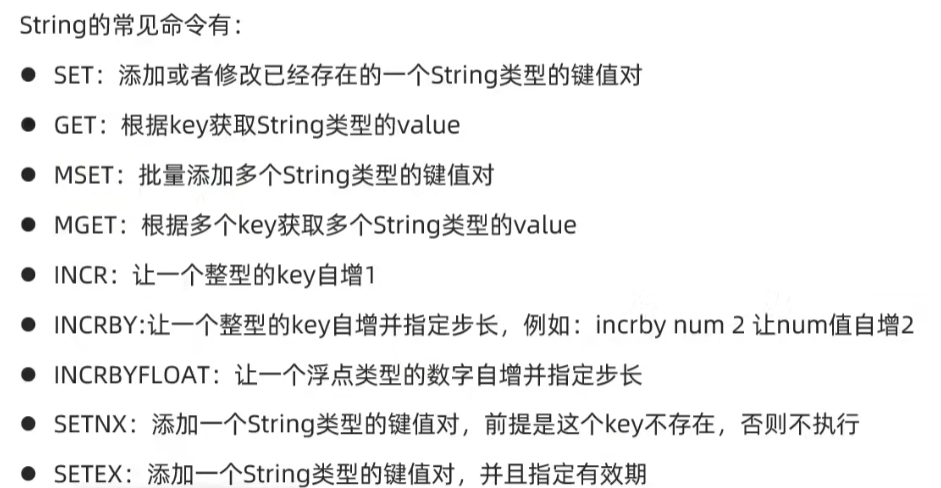 String的常见命令有：
● SET：添加或者修改已经存在的一个String类型的键值对
● GET：根据key获取String类型的value
● MSET：批量添加多个String类型的键值对
● MGET：根据多个key获取多个String类型的value
● INCR：让一个整型的key自增1
● INCRBY:让一个整型的key自增并指定步长，例如：incrby num 2 让num值自增2
● INCRBYFLOAT：让一个浮点类型的数字自增并指定步长
● SETNX：添加一个String类型的键值对，前提是这个key不存在，否则不执行
● SETEX：添加一个String类型的键值对，并且指定有效期